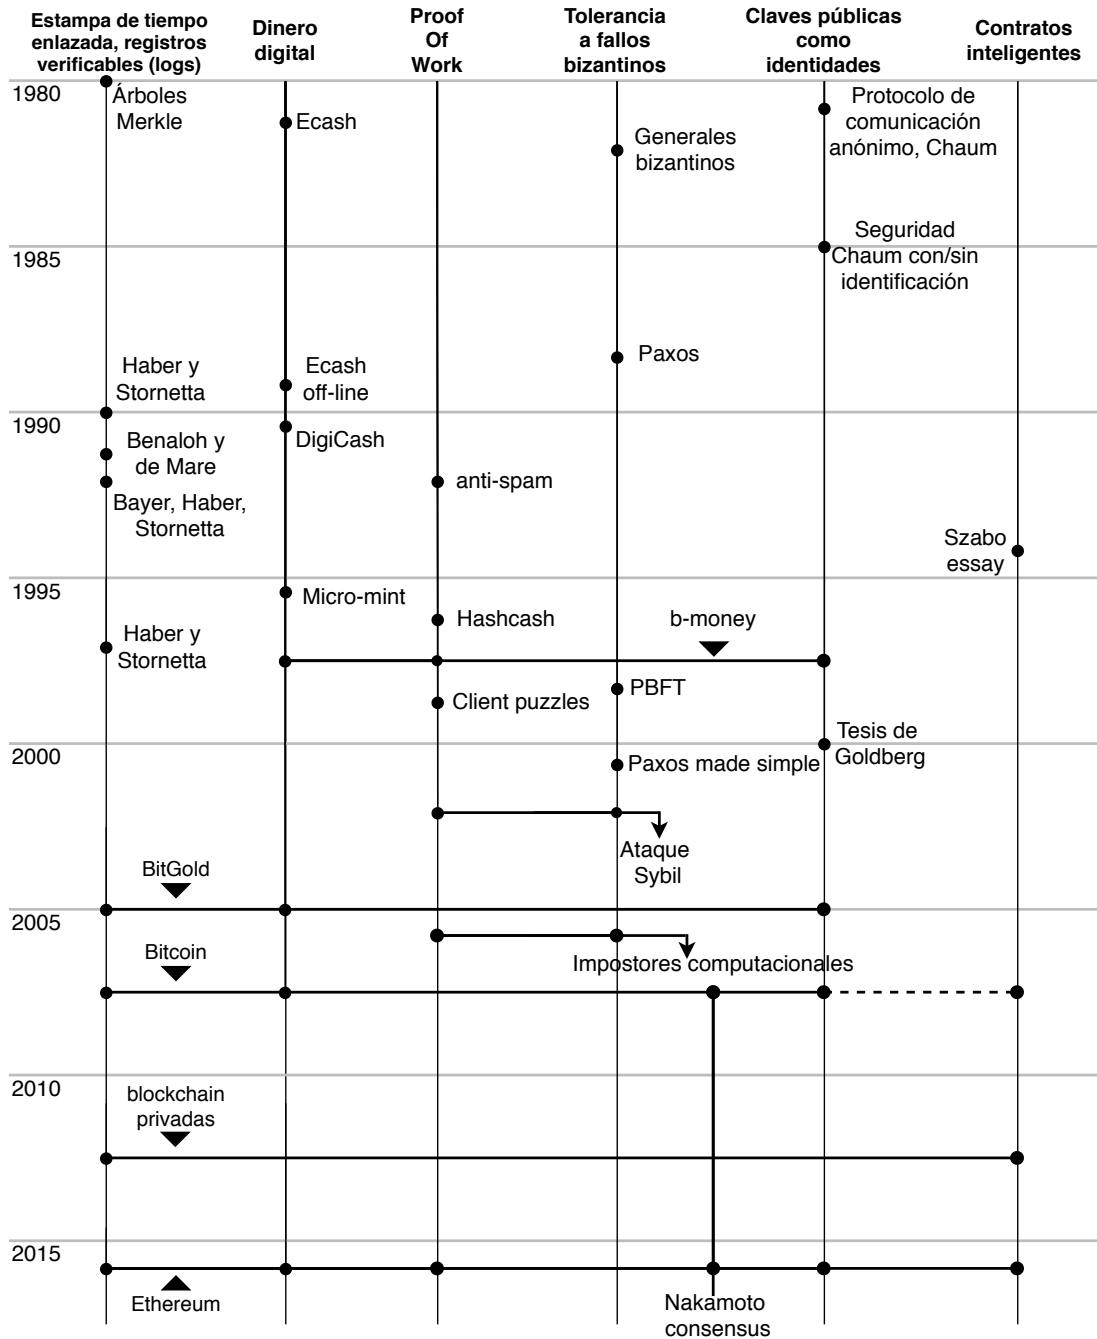 Estampa de tiempo
enlazada, registros
verificables (logs)
Dinero
digital
Proof
Of
Work
Tolerancia
a fallos
bizantinos
Claves públicas
como
identidades
Contratos
inteligentes
1980
Árboles
Merkle
Ecash
Generales
bizantinos
Protocolo de
comunicación
anónimo, Chaum
1985
Seguridad
Chaum con/sin
identificación
Haber y
Stornetta
Ecash
off-line
Paxos
1990
DigiCash
Benaloh y
de Mare
anti-spam
Bayer, Haber,
Stornetta
Szabo
essay
1995
Micro-mint
Hashcash
b-money
Haber y
Stornetta
PBFT
Client puzzles
Tesis de
Goldberg
2000
Paxos made simple
Ataque
Sybil
BitGold
2005
Bitcoin
Impostores computacionales
2010
blockchain
privadas
2015
Ethereum
Nakamoto
consensus